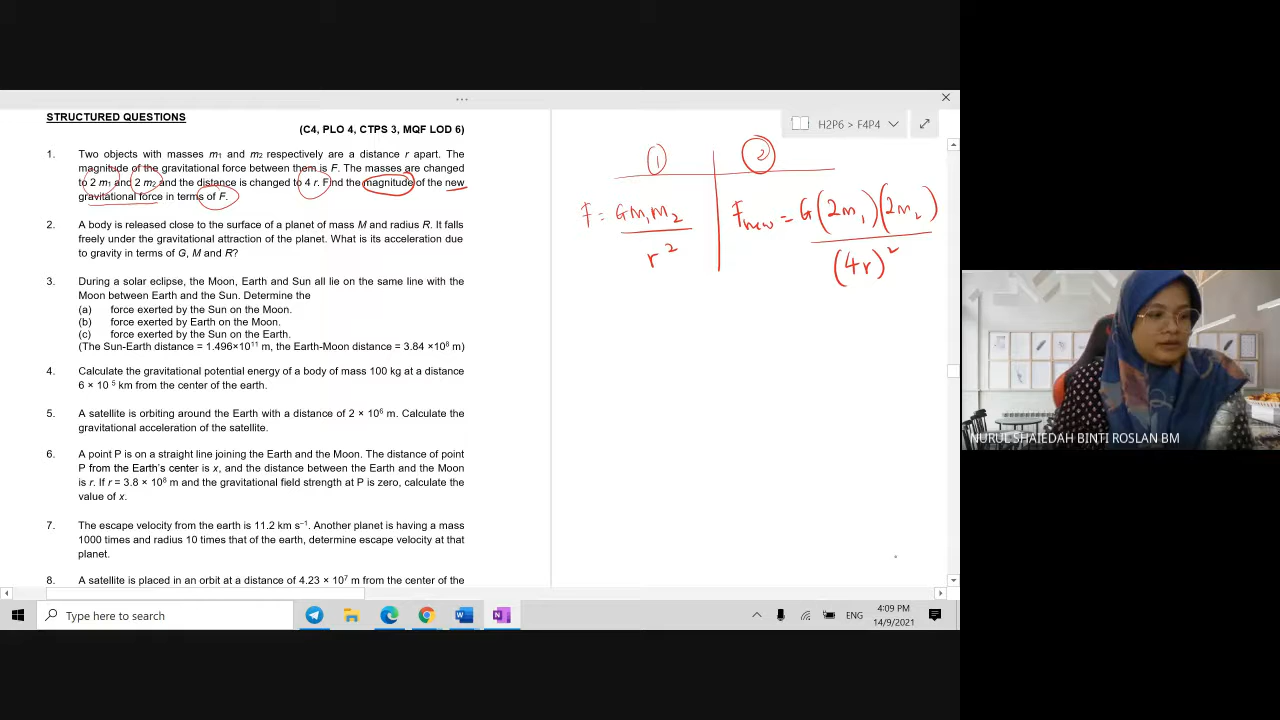 STRUCTURED QUESTIONS
(C4, PLO 4, CTPS 3, MQF LOD 6)
1. Two objects with masses m₁ and m₂ respectively are a distance r apart. The
magnitude of the gravitational force between them is F. The masses are changed
to 2 m₁ and 2 m₂ and the distance is changed to 4 r. Find the magnitude of the new
gravitational force in terms of F.
2. A body is released close to the surface of a planet of mass M and radius R. It falls
freely under the gravitational attraction of the planet. What is its acceleration due
to gravity in terms of G, M and R?
3. During a solar eclipse, the Moon, Earth and Sun all lie on the same line with the
Moon between Earth and the Sun. Determine the
(a) force exerted by the Sun on the Moon.
(b) force exerted by Earth on the Moon.
(c) force exerted by the Sun on the Earth.
(The Sun-Earth distance = 1.496×10¹¹ m, the Earth-Moon distance = 3.84 ×10⁸ m)
4. Calculate the gravitational potential energy of a body of mass 100 kg at a distance
6 × 10 ⁵ km from the center of the earth.
5. A satellite is orbiting around the Earth with a distance of 2 × 10⁶ m. Calculate the
gravitational acceleration of the satellite.
6. A point P is on a straight line joining the Earth and the Moon. The distance of point
P from the Earth's center is x, and the distance between the Earth and the Moon
is r. If r = 3.8 × 10⁸ m and the gravitational field strength at P is zero, calculate the
value of x.
7. The escape velocity from the earth is 11.2 km s⁻¹. Another planet is having a mass
1000 times and radius 10 times that of the earth, determine escape velocity at that
planet.
8. A satellite is placed in an orbit at a distance of 4.23 × 10⁷ m from the center of the
H2P6 > F4P4
1 2
F = Gm₁m₂
r²
Fnew = G(2m₁)(2m₂)
(4r)²
NURUL SHAIEDAH BINTI ROSLAN BM
Type here to search
ENG
4:09 PM
14/9/2021